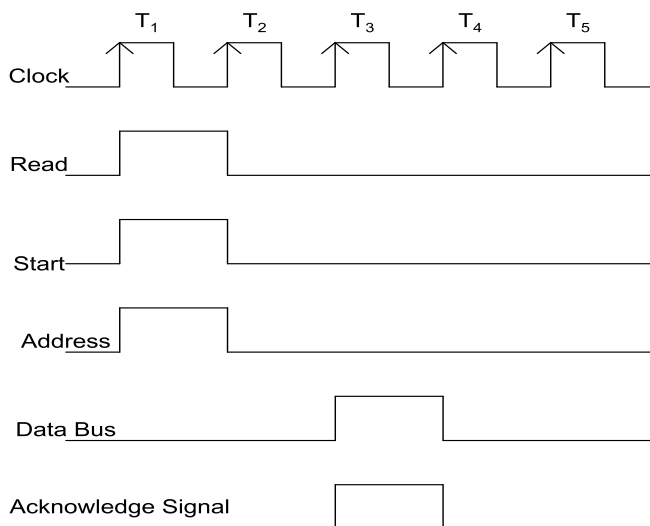 T1 T2 T3 T4 T5
Clock
Read
Start
Address
Data Bus
Acknowledge Signal